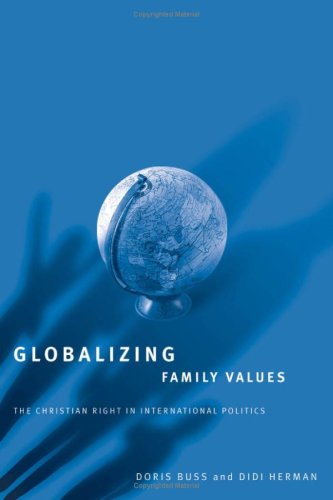 GLOBALIZING
FAMILY VALUES
THE CHRISTIAN RIGHT IN INTERNATIONAL POLITICS
DORIS BUSS and DIDI HERMAN